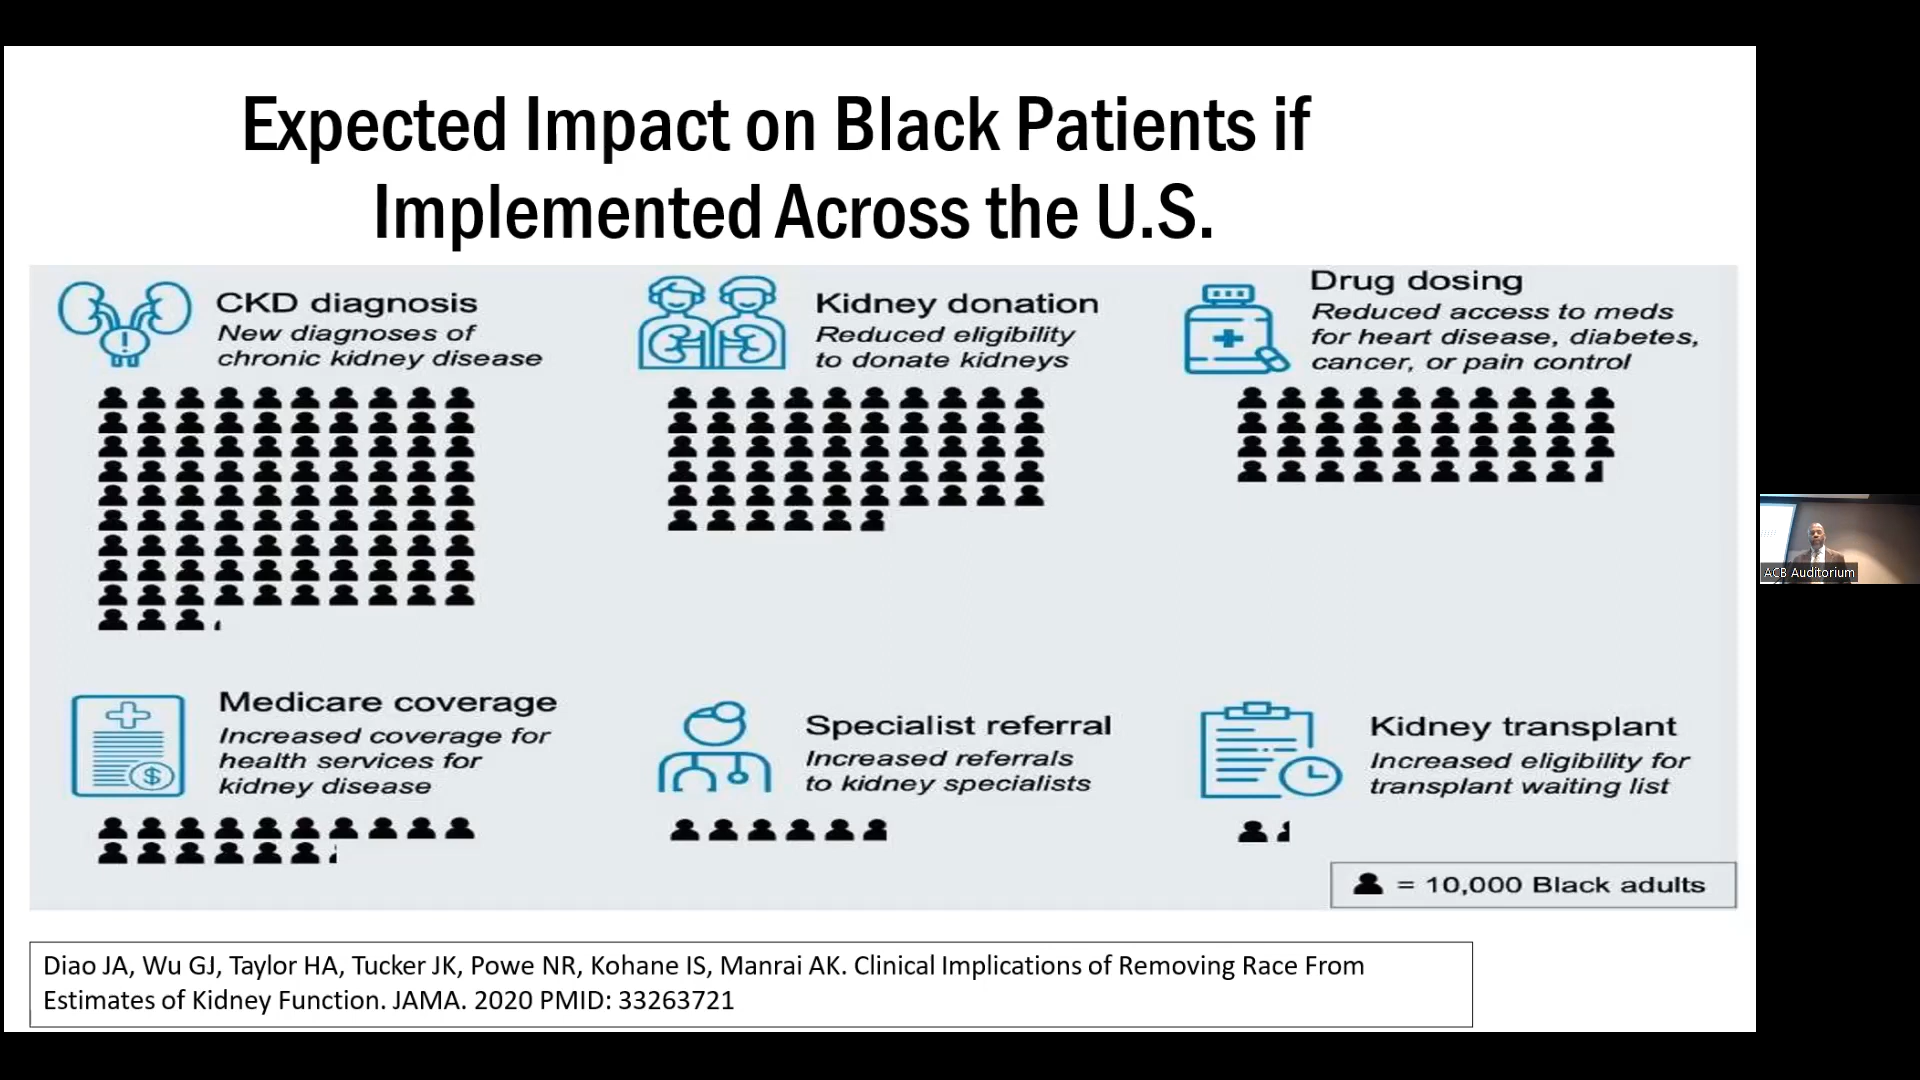 Expected Impact on Black Patients if
Implemented Across the U.S.
CKD diagnosis
New diagnoses of
chronic kidney disease
Kidney donation
Reduced eligibility
to donate kidneys
Drug dosing
Reduced access to meds
for heart disease, diabetes,
cancer, or pain control
Medicare coverage
Increased coverage for
health services for
kidney disease
Specialist referral
Increased referrals
to kidney specialists
Kidney transplant
Increased eligibility for
transplant waiting list
= 10,000 Black adults
Diao JA, Wu GJ, Taylor HA, Tucker JK, Powe NR, Kohane IS, Manrai AK. Clinical Implications of Removing Race From
Estimates of Kidney Function. JAMA. 2020 PMID: 33263721
ACB Auditorium